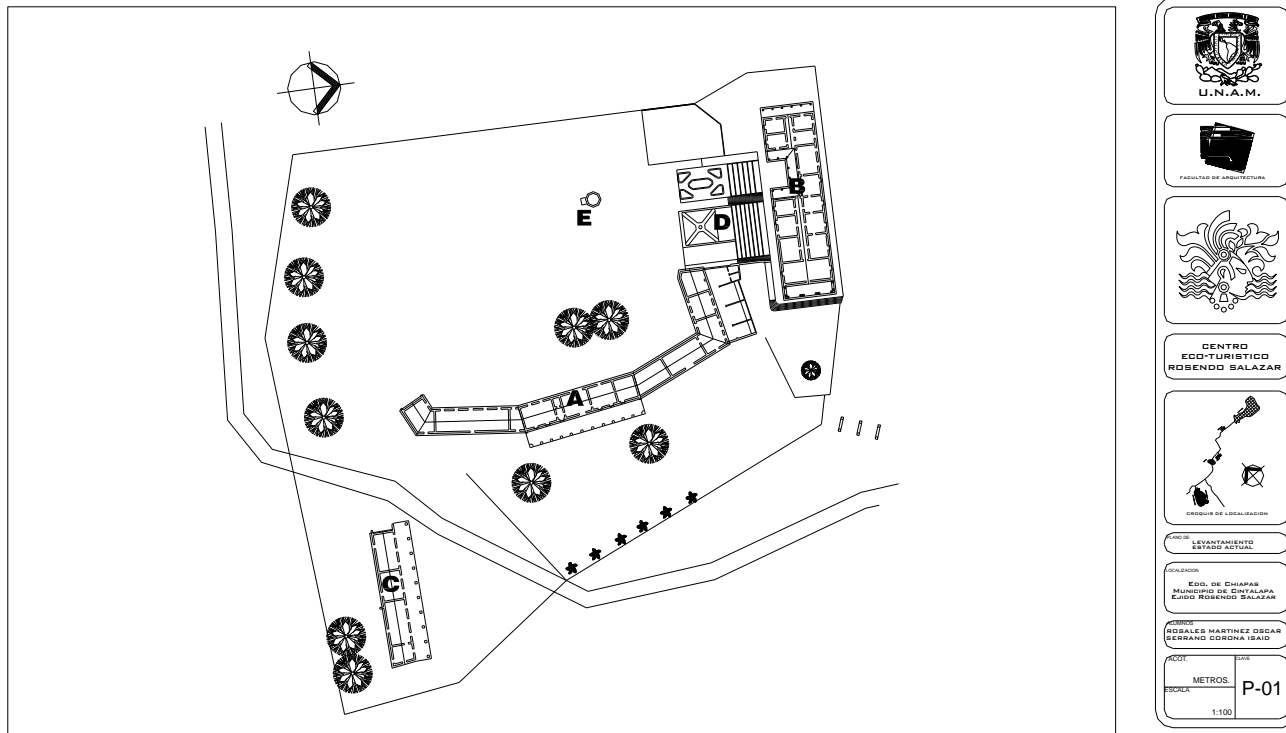 E
D
B
A
C
U.N.A.M.
FACULTAD DE ARQUITECTURA
CENTRO
ECO-TURISTICO
ROSENDO SALAZAR
CROQUIS DE LOCALIZACION
PLANO DE:
LEVANTAMIENTO
ESTADO ACTUAL
LOCALIZACION
EDO. DE CHIAPAS
MUNICIPIO DE CINTALAPA
EJIDO ROSENDO SALAZAR
ALUMNOS
ROSALES MARTINEZ OSCAR
SERRANO CORONA ISAID
ACOT.
METROS.
ESCALA
1:100
CLAVE
P-01